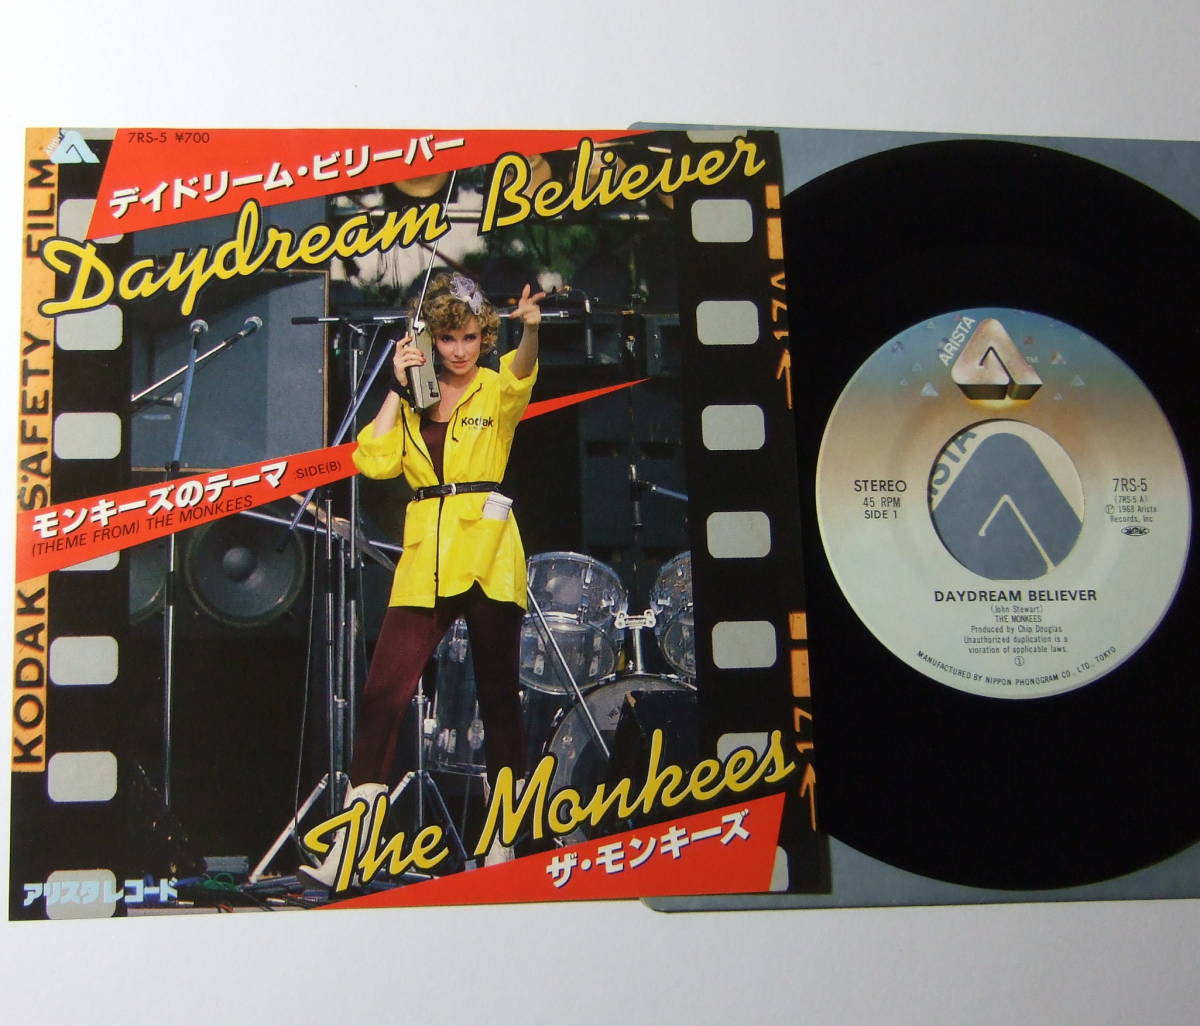 ARISTA
7RS-5 ¥700
デイドリーム・ビリーバー
Daydream Believer
KODAK SAFETY FILM
Kodak
モンキーズのテーマ :SIDE(B)
(THEME FROM) THE MONKEES
17
17
The Monkees
ザ・モンキーズ
アリスタレコード
ARISTA
TM
STEREO
45 RPM
SIDE 1
7RS-5
(7RS-5 A)
Ⓟ 1968 Arista
Records, Inc
DAYDREAM BELIEVER
(John Stewart)
THE MONKEES
Produced by Chip Douglas
Unauthorized duplication is a
vioration of applicable laws.
①
MANUFACTURED BY NIPPON PHONOGRAM CO., LTD., TOKYO